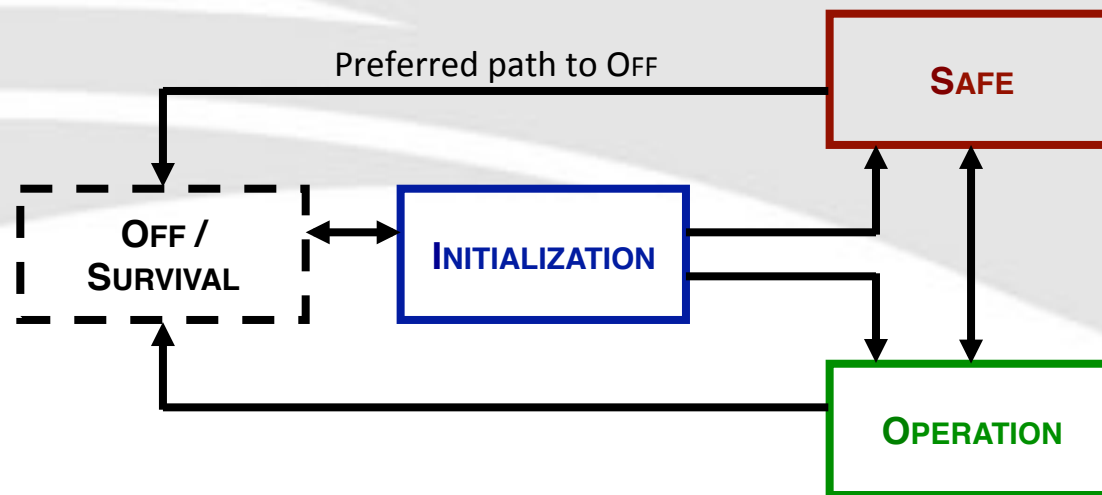 Preferred path to OFF
SAFE
OFF /
SURVIVAL
INITIALIZATION
OPERATION